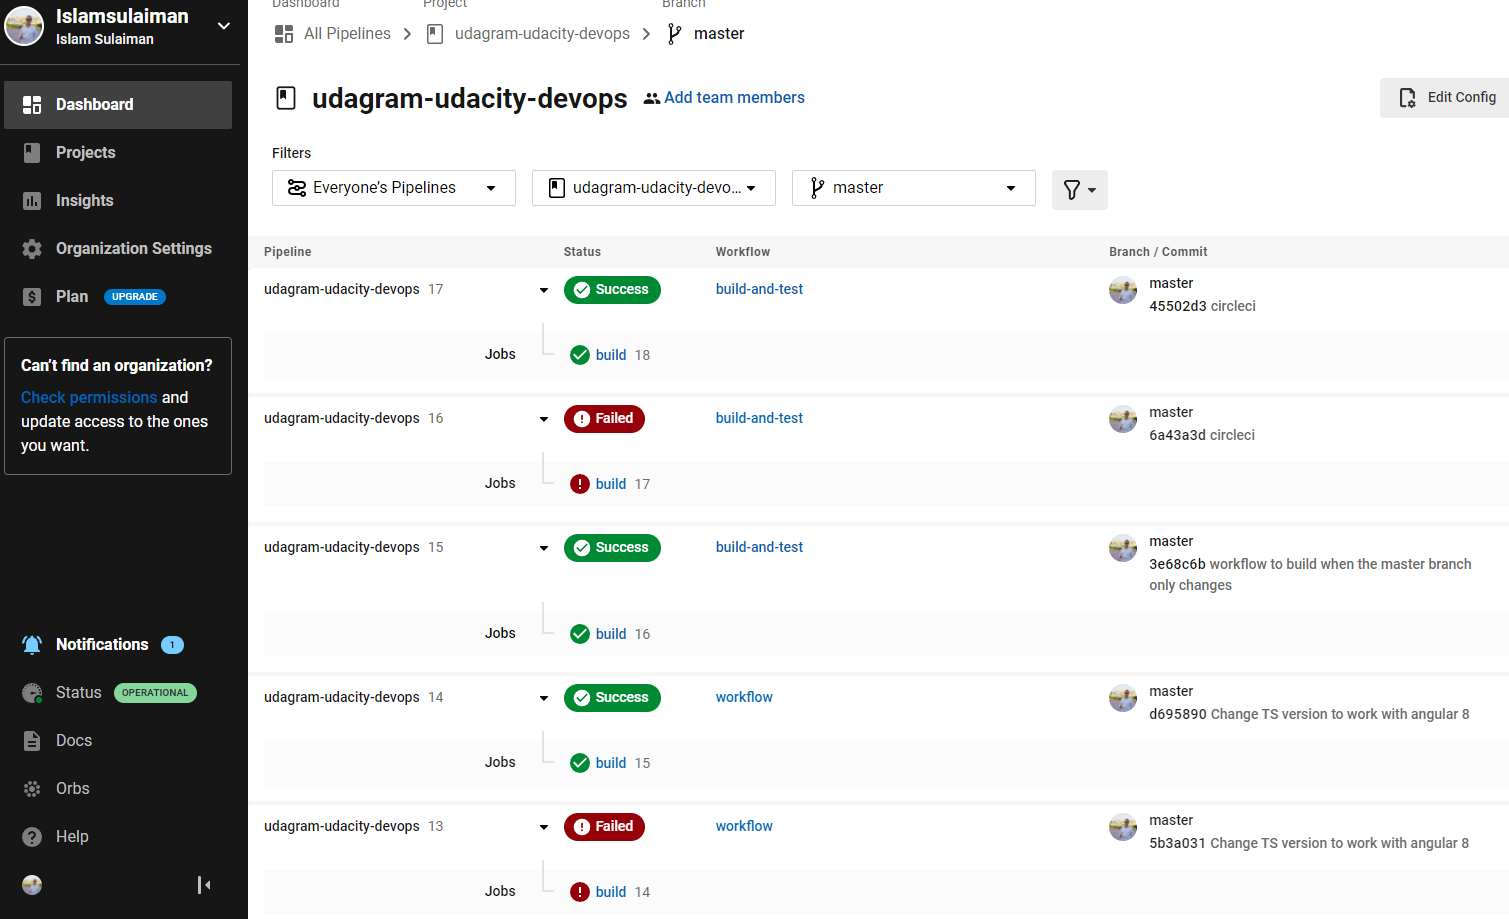 Islamsulaiman
Islam Sulaiman
Dashboard
Projects
Insights
Organization Settings
Plan UPGRADE
Can't find an organization?
Check permissions and
update access to the ones
you want.
Notifications 1
Status OPERATIONAL
Docs
Orbs
Help
Dashboard Project Branch
All Pipelines udagram-udacity-devops master
udagram-udacity-devops Add team members
Edit Config
Filters
Everyone's Pipelines udagram-udacity-devo... master
Pipeline Status Workflow Branch / Commit
udagram-udacity-devops 17 Success build-and-test master
45502d3 circleci
Jobs build 18
udagram-udacity-devops 16 Failed build-and-test master
6a43a3d circleci
Jobs build 17
udagram-udacity-devops 15 Success build-and-test master
3e68c6b workflow to build when the master branch
only changes
Jobs build 16
udagram-udacity-devops 14 Success workflow master
d695890 Change TS version to work with angular 8
Jobs build 15
udagram-udacity-devops 13 Failed workflow master
5b3a031 Change TS version to work with angular 8
Jobs build 14